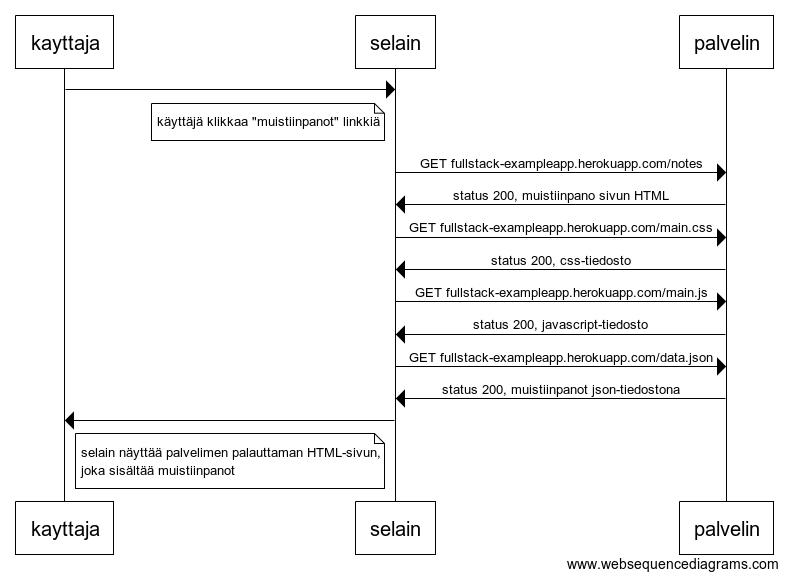 kayttaja
selain
palvelin
käyttäjä klikkaa "muistiinpanot" linkkiä
GET fullstack-exampleapp.herokuapp.com/notes
status 200, muistiinpano sivun HTML
GET fullstack-exampleapp.herokuapp.com/main.css
status 200, css-tiedosto
GET fullstack-exampleapp.herokuapp.com/main.js
status 200, javascript-tiedosto
GET fullstack-exampleapp.herokuapp.com/data.json
status 200, muistiinpanot json-tiedostona
selain näyttää palvelimen palauttaman HTML-sivun,
joka sisältää muistiinpanot
kayttaja
selain
palvelin
www.websequencediagrams.com